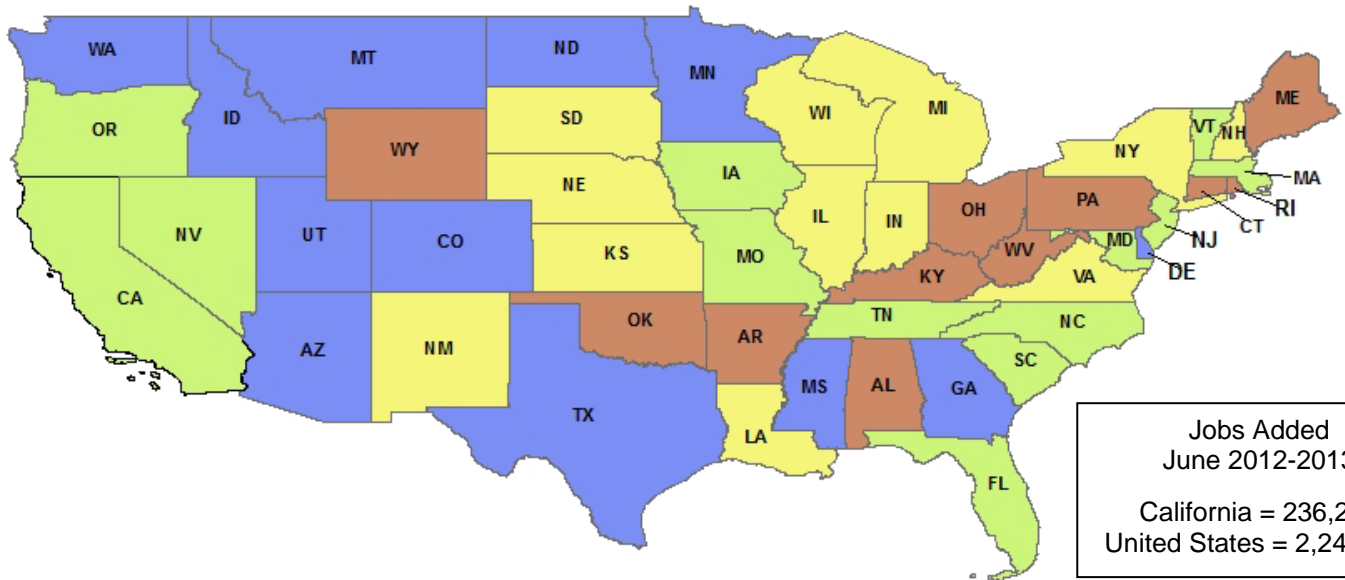 WA
MT
ND
MN
OR
ID
WY
SD
WI
MI
ME
VT
NH
NY
MA
RI
CT
NE
IA
IL
IN
OH
PA
NJ
NV
UT
CO
KS
MO
WV
MD
DE
VA
KY
CA
AZ
NM
OK
AR
TN
NC
SC
TX
LA
MS
AL
GA
FL
Jobs Added
June 2012-2013
California = 236,2
United States = 2,24